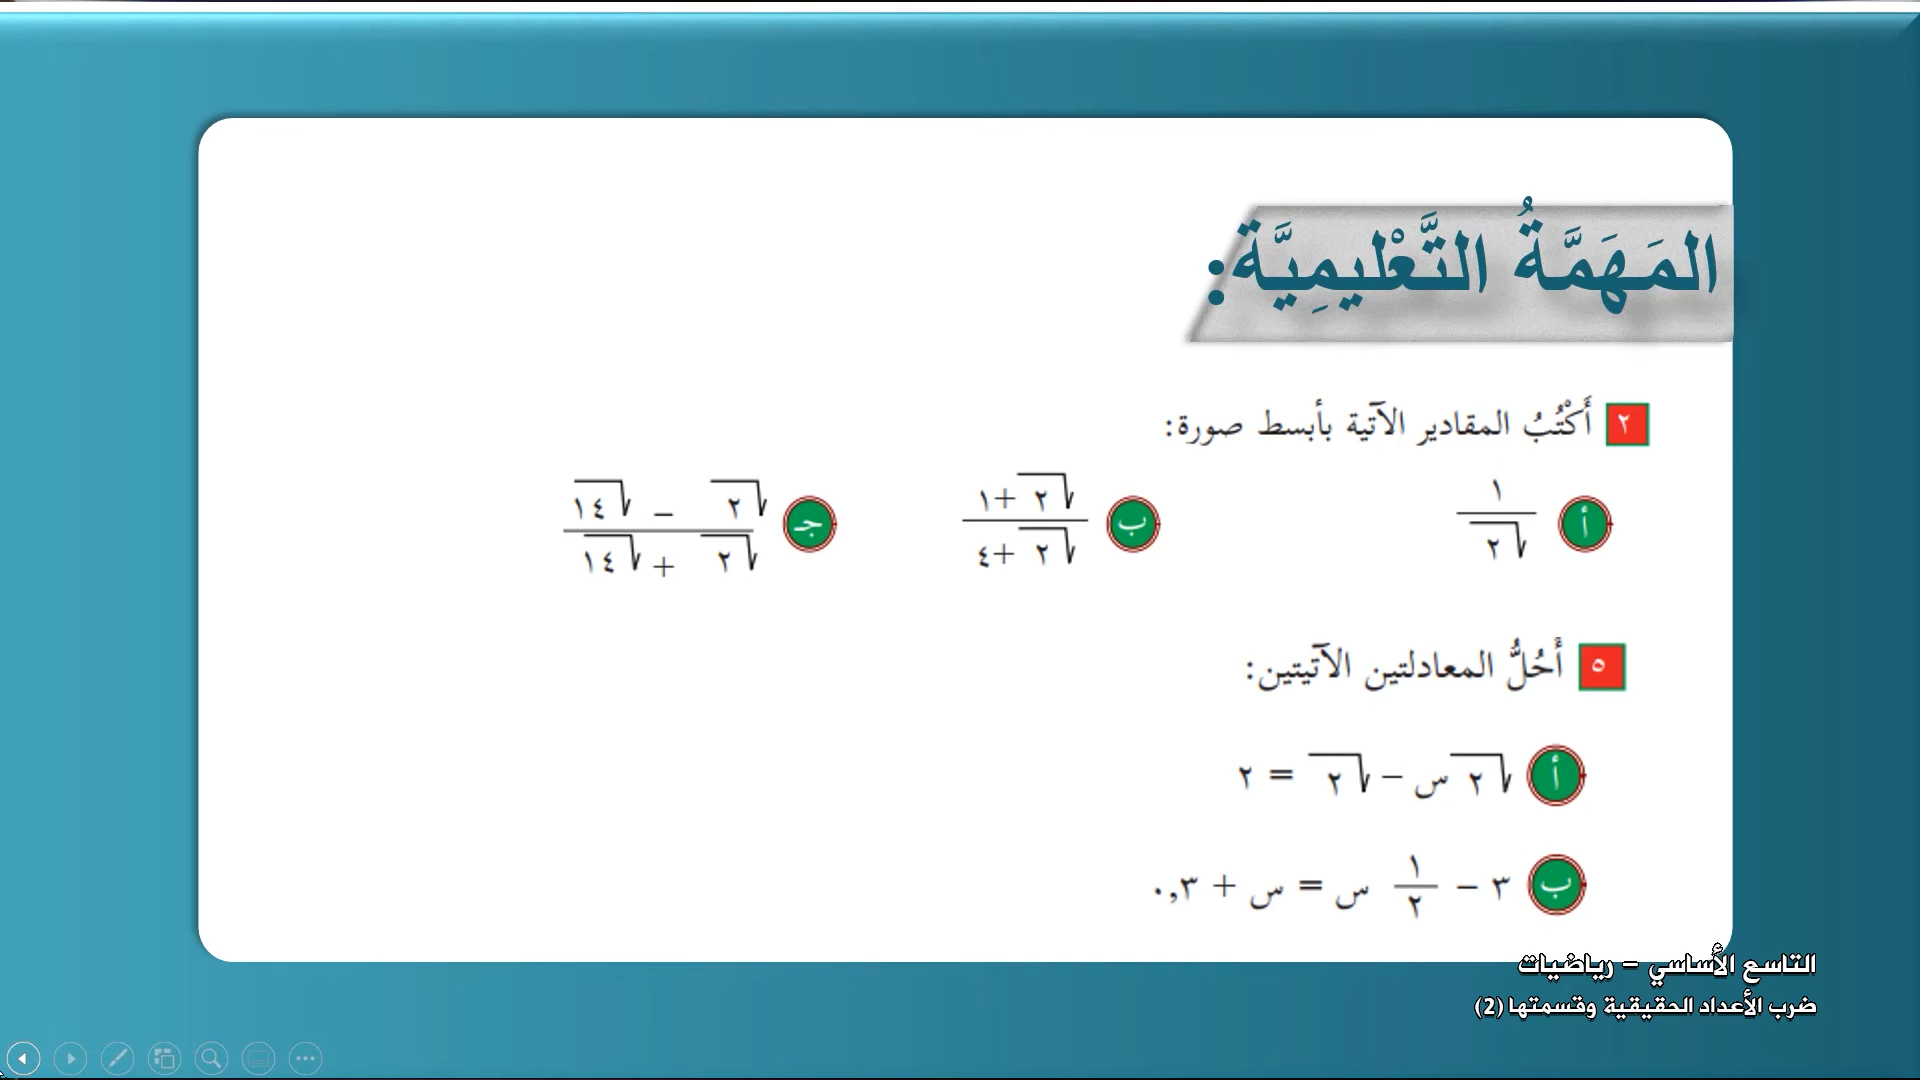 المَهَمَّةُ التَّعْليمِيَّة:
٢ أَكْتُبُ المقادير الآتية بأبسط صورة:
أ ١/√٢ ب (√٢ +١)/(√٢ +٤) جـ (√٢ − √١٤)/(√٢ + √١٤)
٥ أَحُلُّ المعادلتين الآتيتين:
أ √٢ س − √٢ = ٢
ب ٣ − ١/٢ س = س + ٠,٣
التاسع الأساسي - رياضيات
ضرب الأعداد الحقيقية وقسمتها (2)